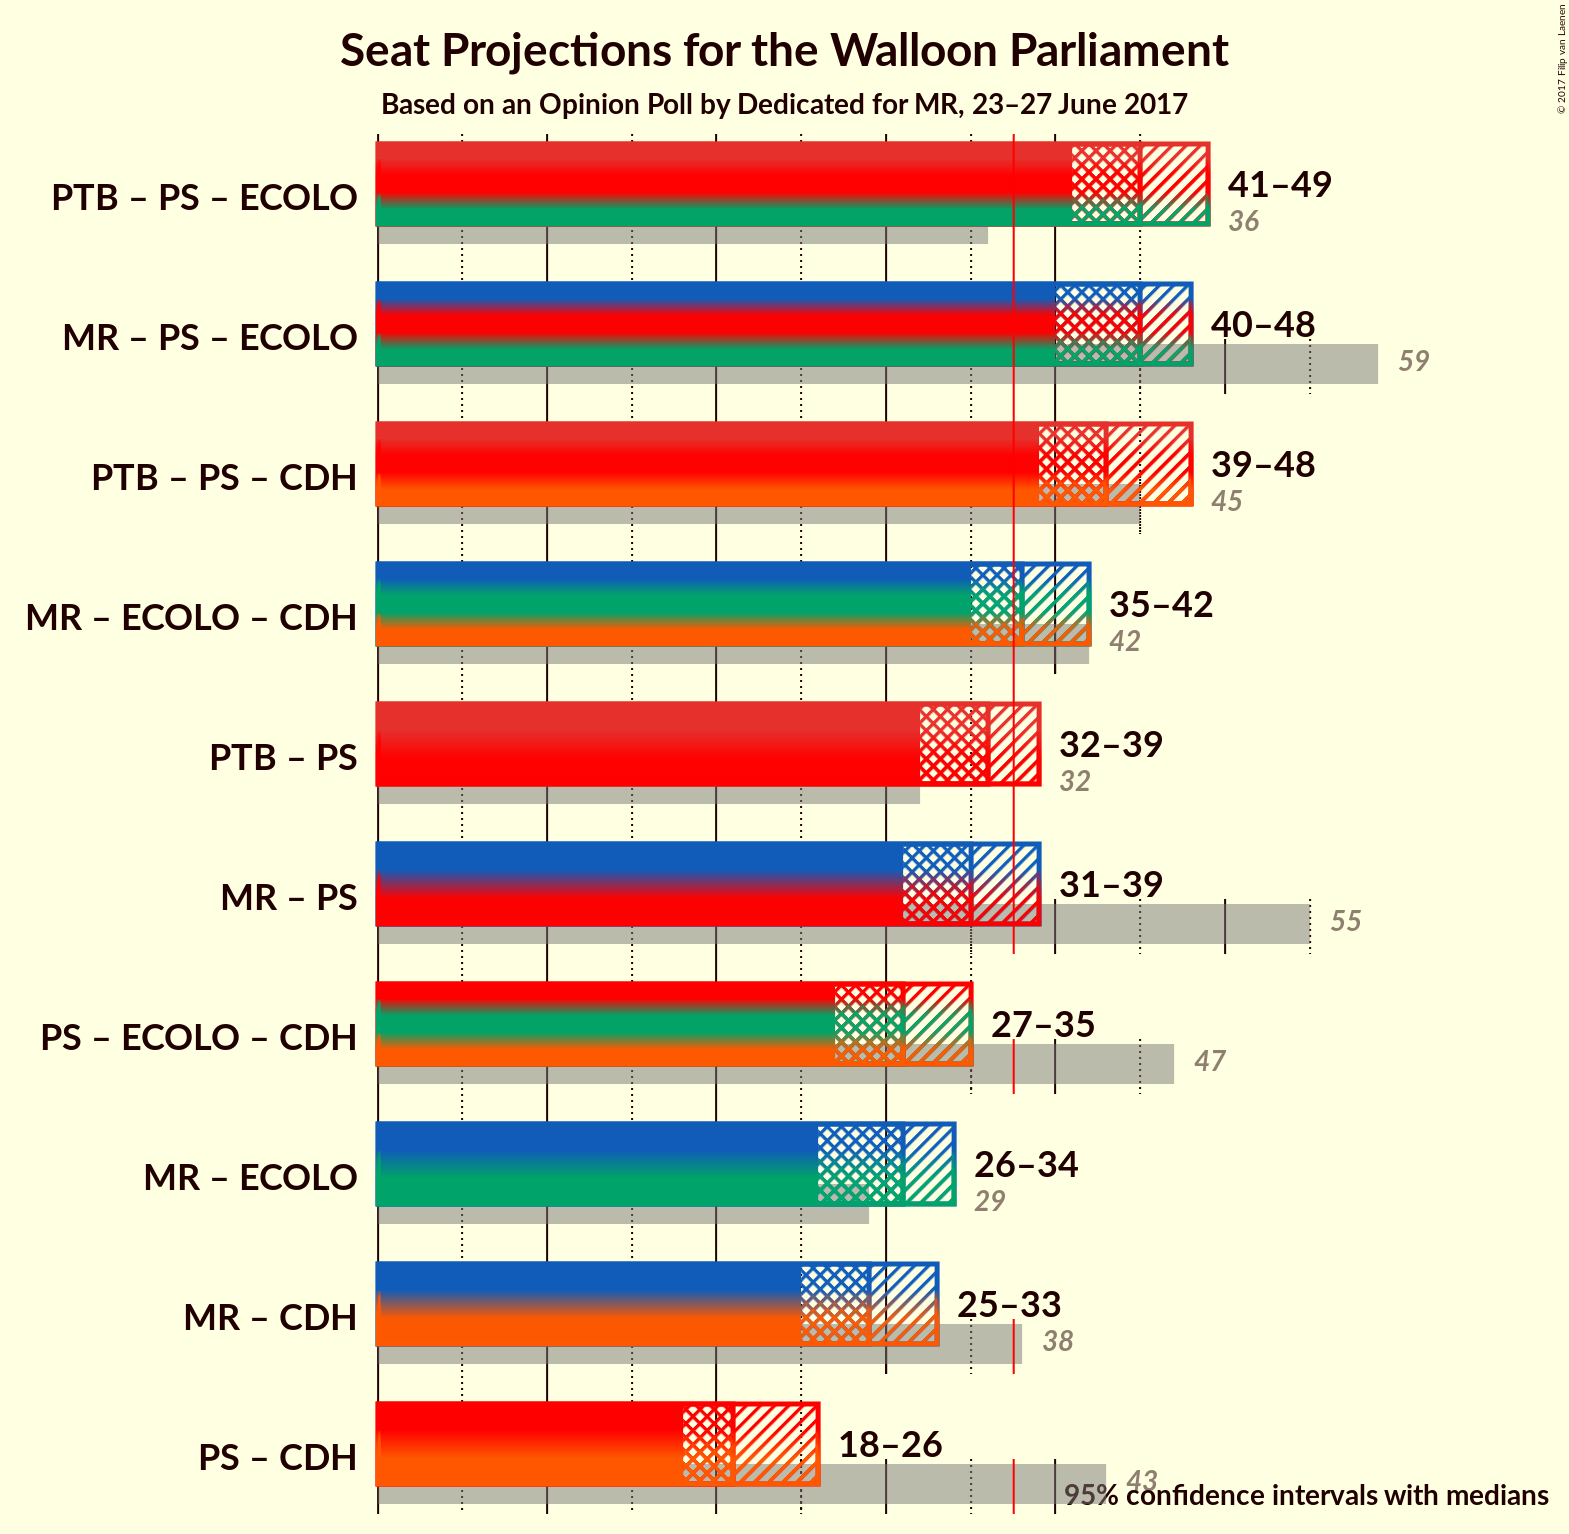 Seat Projections for the Walloon Parliament
Based on an Opinion Poll by Dedicated for MR, 23–27 June 2017
© 2017 Filip van Laenen
PTB – PS – ECOLO
41–49
36
MR – PS – ECOLO
40–48
59
PTB – PS – CDH
39–48
45
MR – ECOLO – CDH
35–42
42
PTB – PS
32–39
32
MR – PS
31–39
55
PS – ECOLO – CDH
27–35
47
MR – ECOLO
26–34
29
MR – CDH
25–33
38
PS – CDH
18–26
43
95% confidence intervals with medians